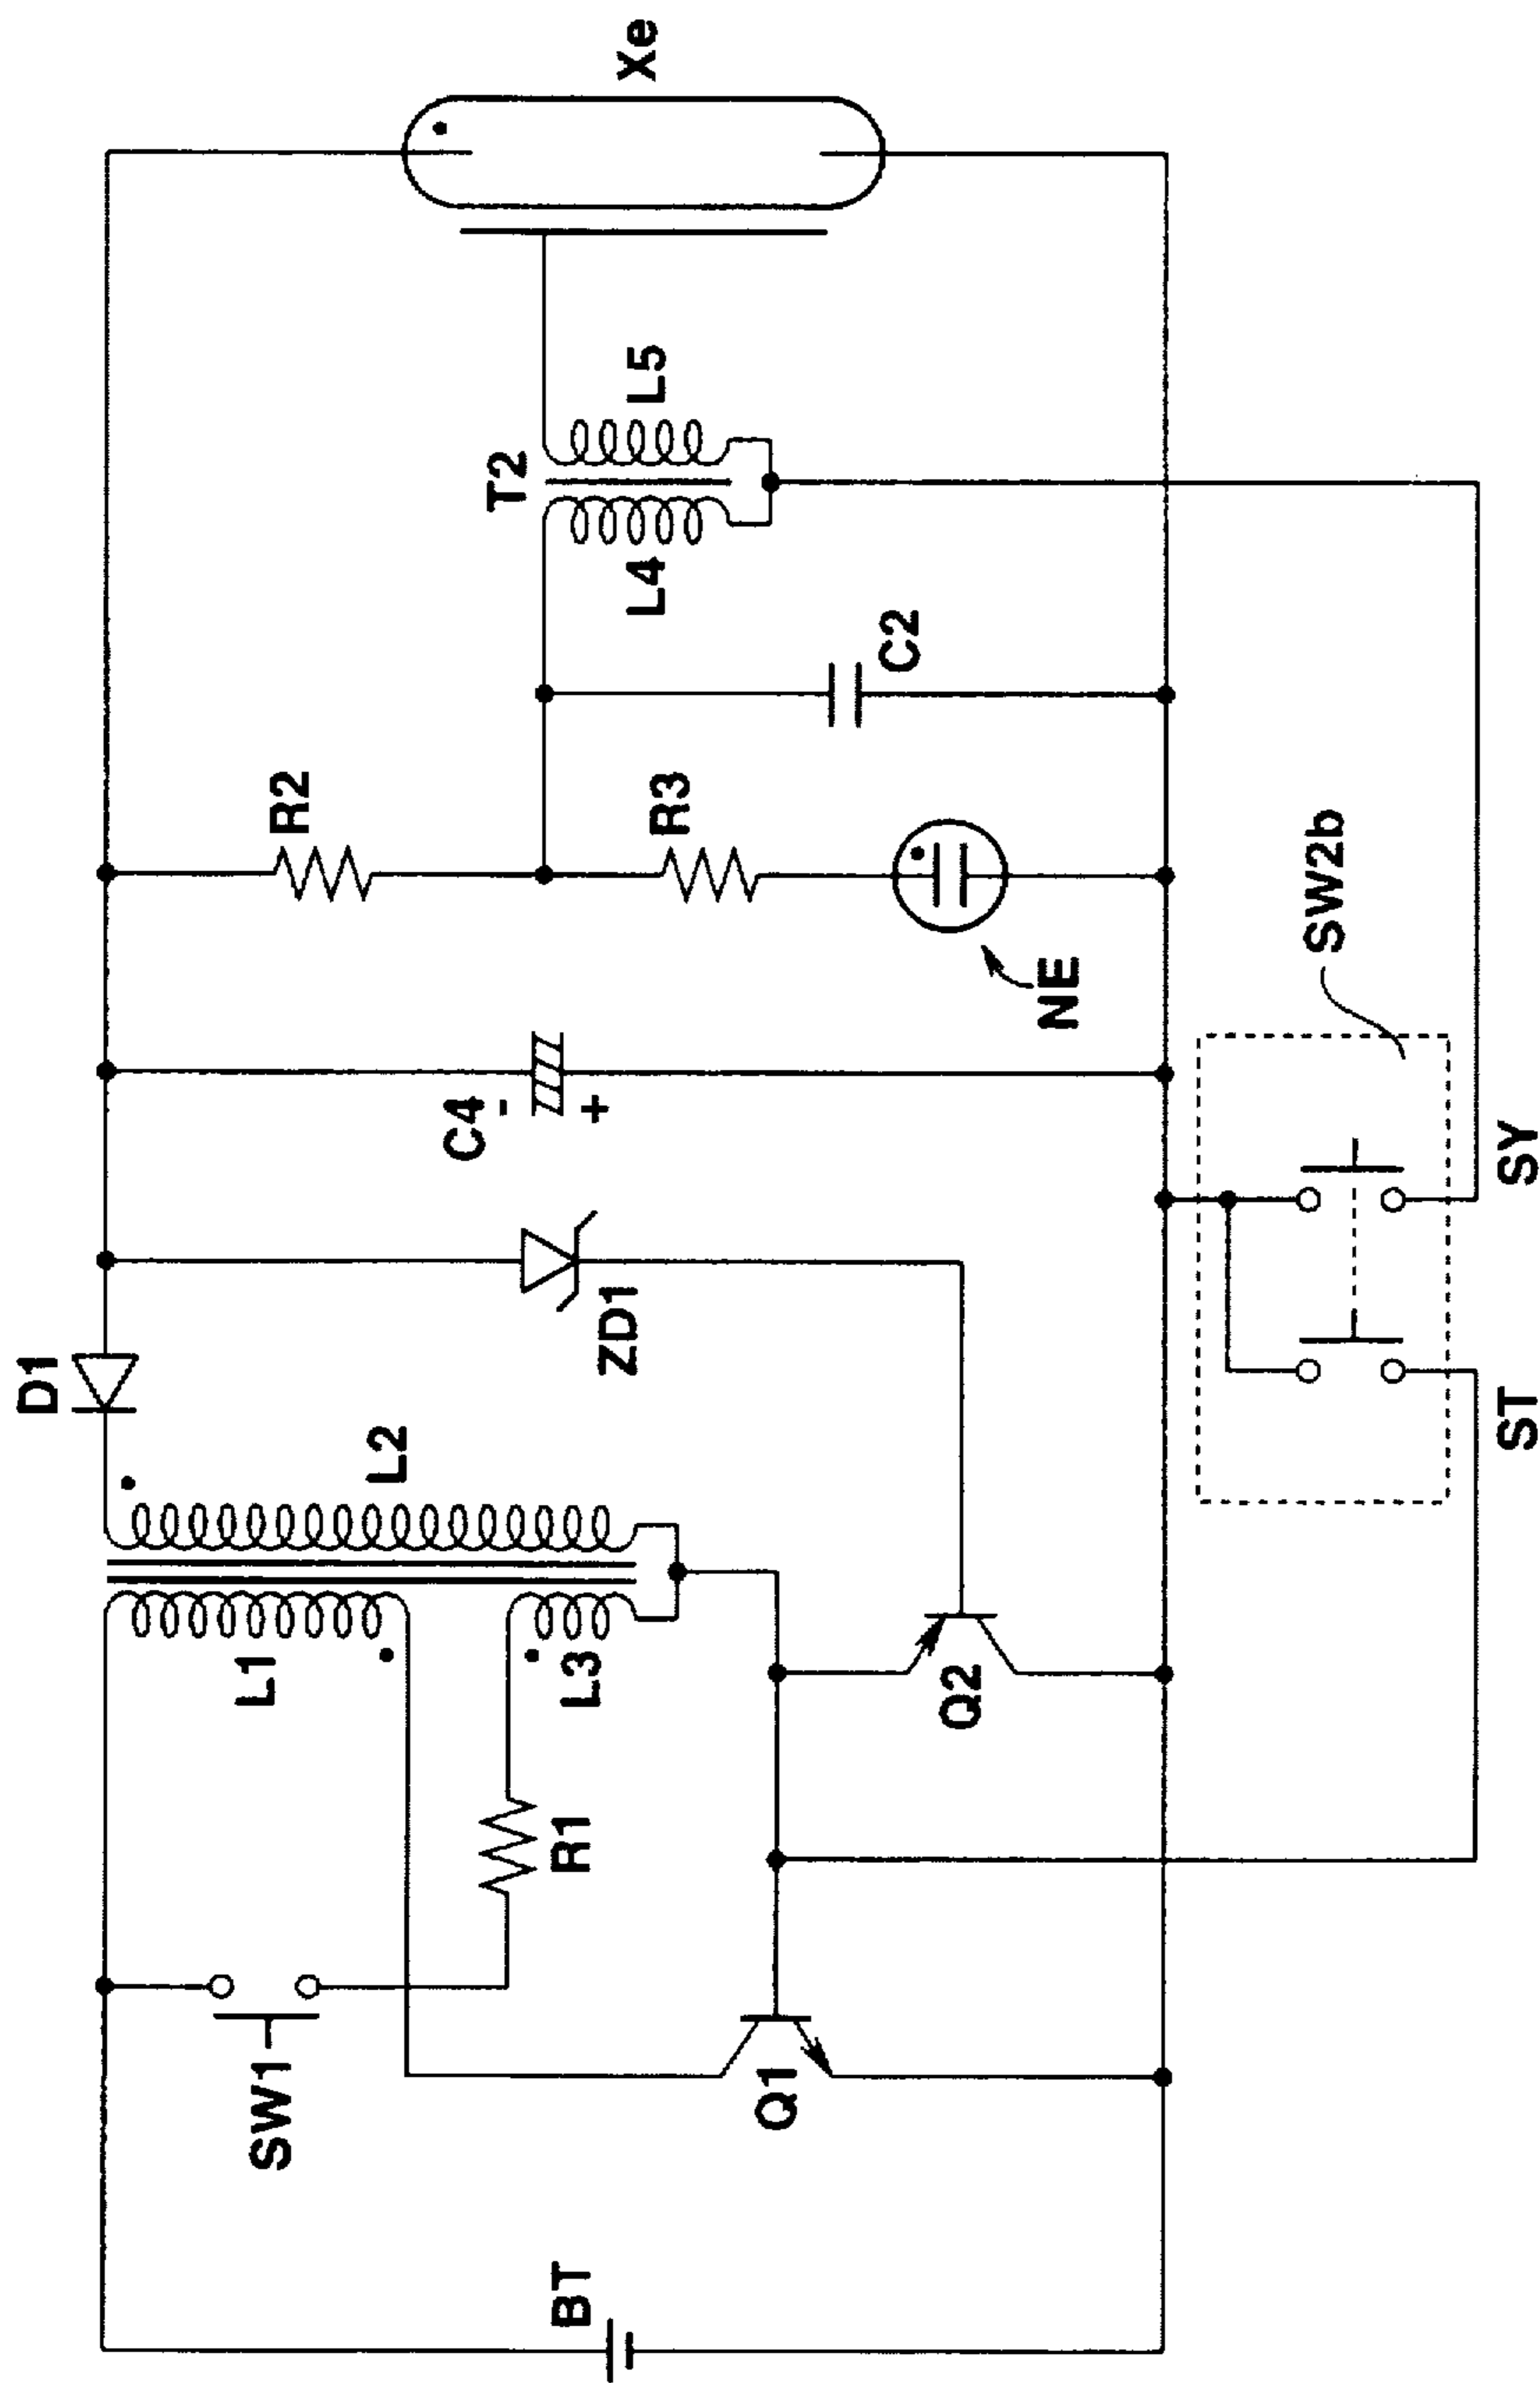 D1
Xe
SW1
L1
L2
L3
R1
Q1
Q2
BT
ZD1
C4
-
+
R2
R3
NE
C2
T2
L4
L5
SW2b
ST
SY